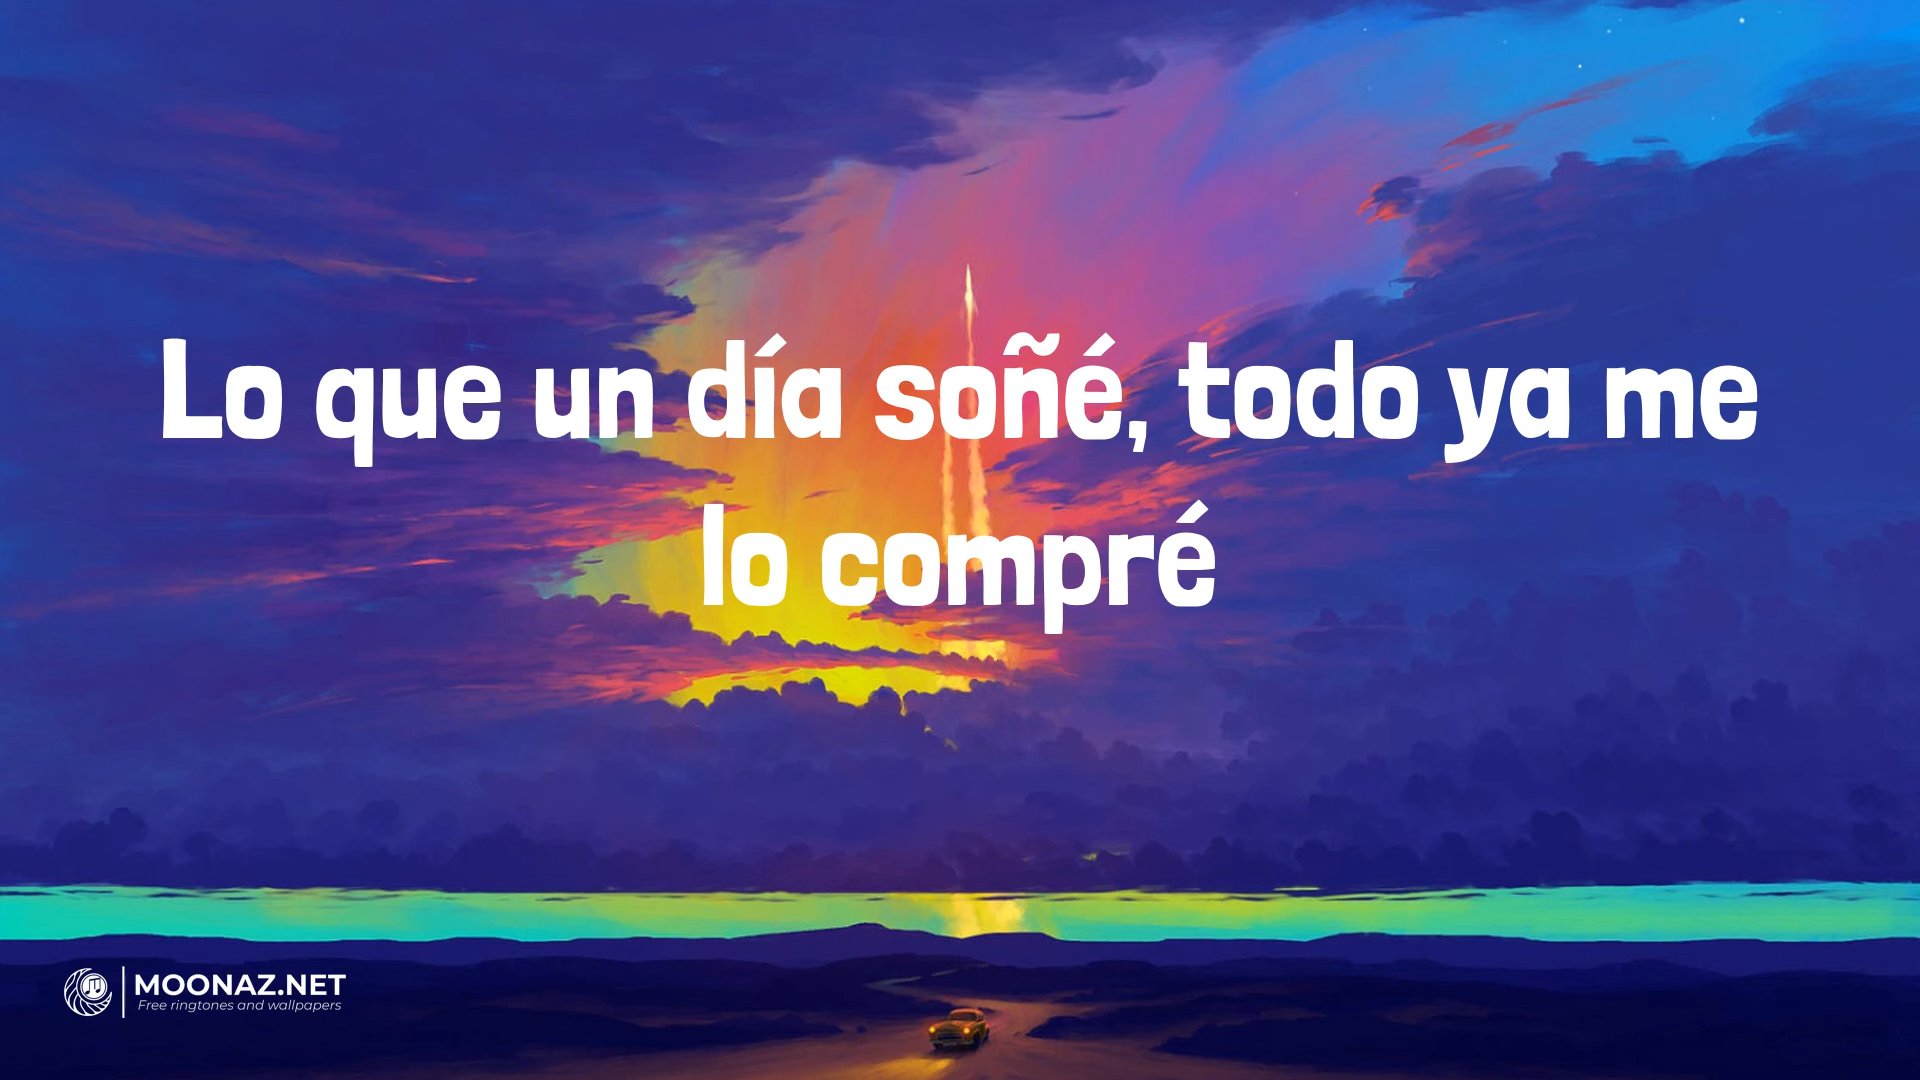 Lo que un día soñé, todo ya me
lo compré
MOONAZ.NET
Free ringtones and wallpapers